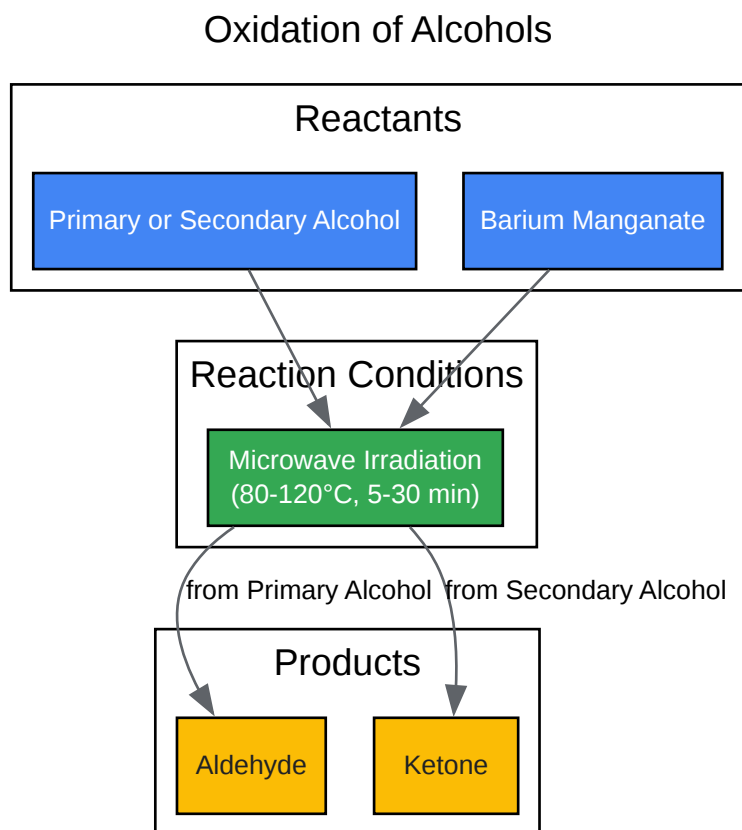 Oxidation of Alcohols
Reactants
Primary or Secondary Alcohol
Barium Manganate
Reaction Conditions
Microwave Irradiation
(80-120°C, 5-30 min)
from Primary Alcohol
from Secondary Alcohol
Products
Aldehyde
Ketone